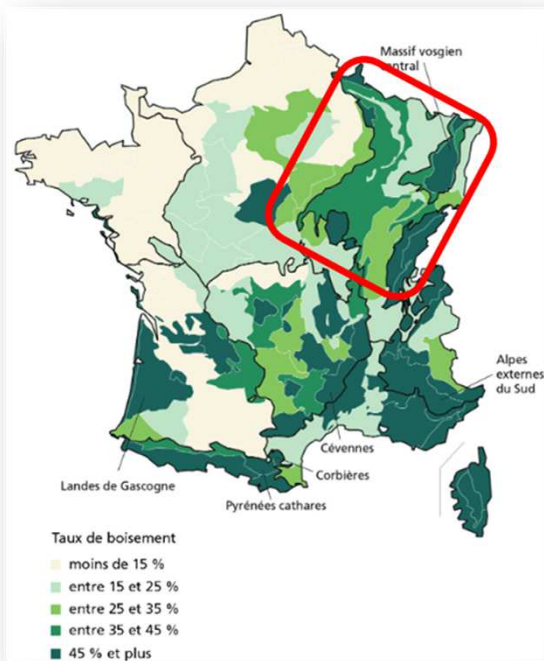 Massif vosgien
ntral
Alpes
externes
du Sud
Cévennes
Corbières
Landes de Gascogne
Pyrénées cathares
Taux de boisement
moins de 15 %
entre 15 et 25 %
entre 25 et 35 %
entre 35 et 45 %
45 % et plus